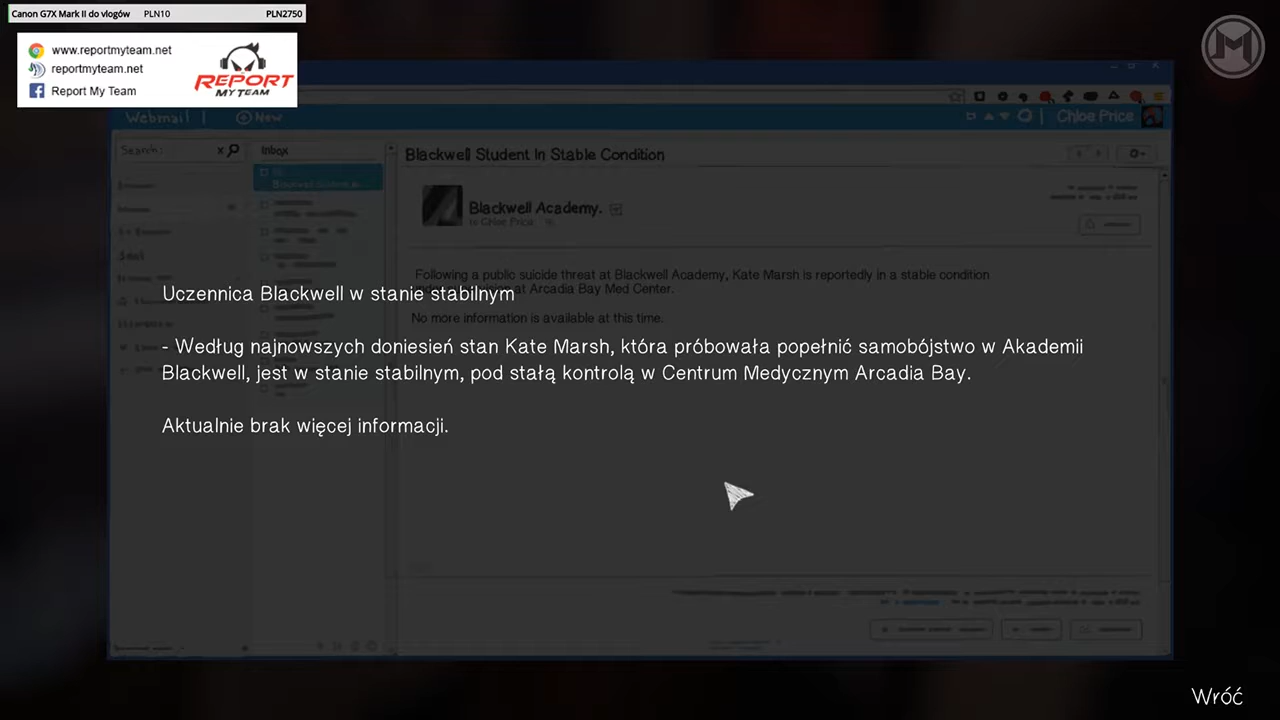 Canon G7X Mark II do vlogów PLN10 PLN2750
www.reportmyteam.net
reportmyteam.net
Report My Team
REPORT
MY TEAM
Webmail | New
Chloe Price
Search: x
Inbox
Blackwell Student In Stable Condition
Blackwell Academy.
to Chloe Price
Following a public suicide threat at Blackwell Academy, Kate Marsh is reportedly in a stable condition
at Arcadia Bay Med Center.
No more information is available at this time.
Uczennica Blackwell w stanie stabilnym
- Według najnowszych doniesień stan Kate Marsh, która próbowała popełnić samobójstwo w Akademii
Blackwell, jest w stanie stabilnym, pod stałą kontrolą w Centrum Medycznym Arcadia Bay.
Aktualnie brak więcej informacji.
Wróć